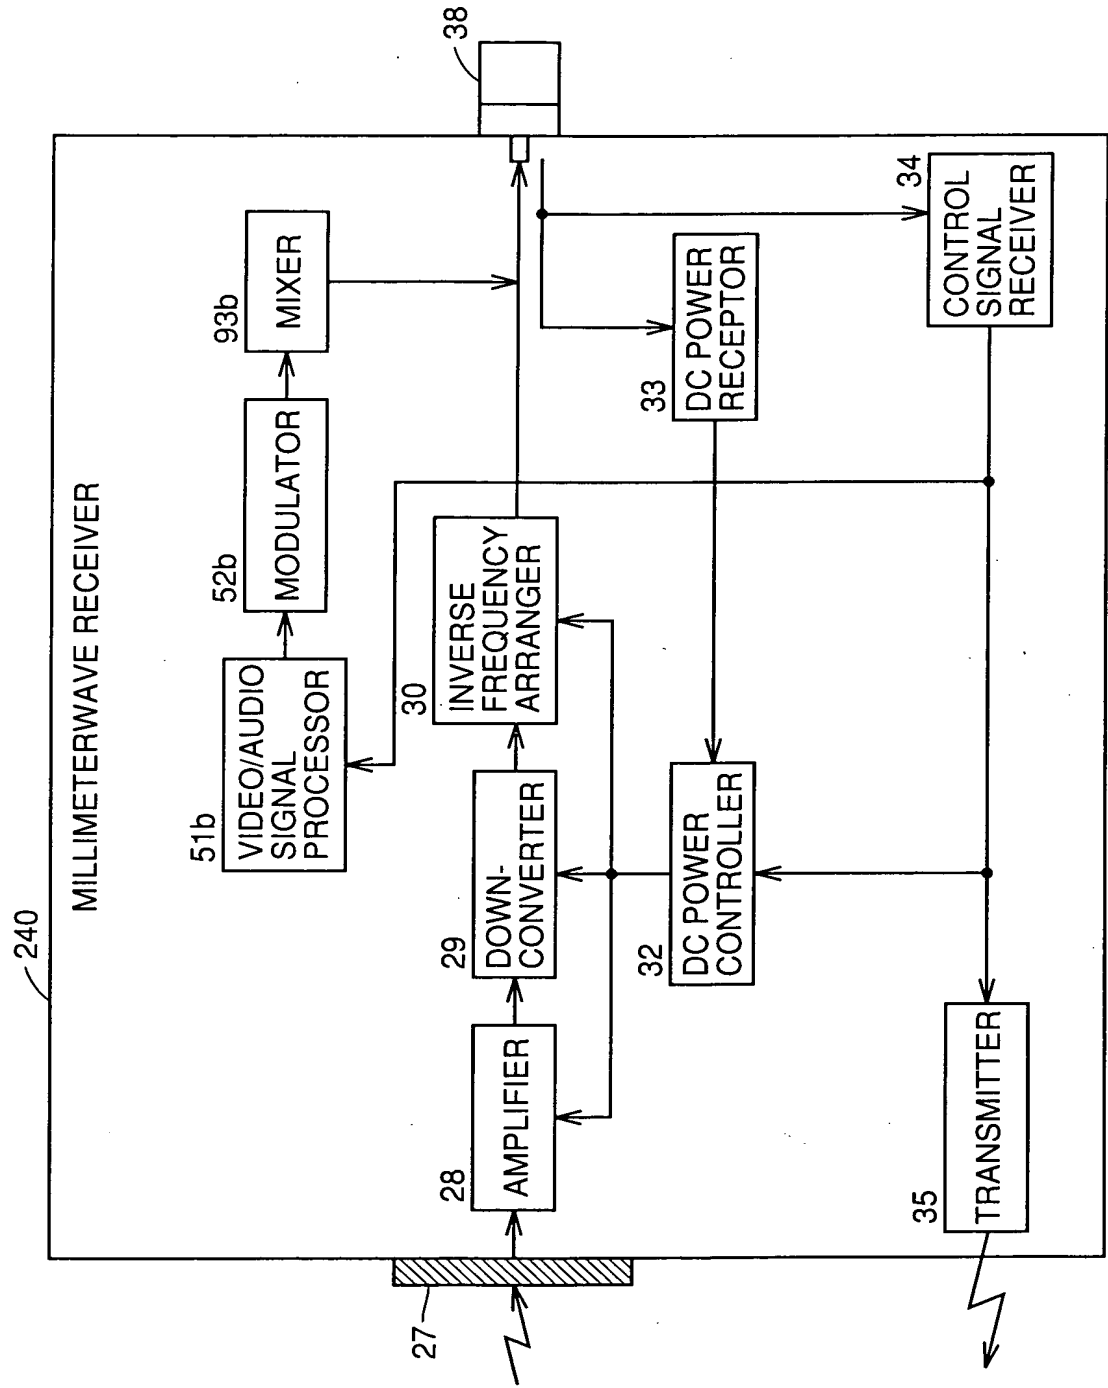 240
MILLIMETERWAVE RECEIVER
51b
VIDEO/AUDIO
SIGNAL
PROCESSOR
52b
MODULATOR
93b
MIXER
38
27
28
AMPLIFIER
29
DOWN-
CONVERTER
30
INVERSE
FREQUENCY
ARRANGER
32
DC POWER
CONTROLLER
33
DC POWER
RECEPTOR
34
CONTROL
SIGNAL
RECEIVER
35
TRANSMITTER